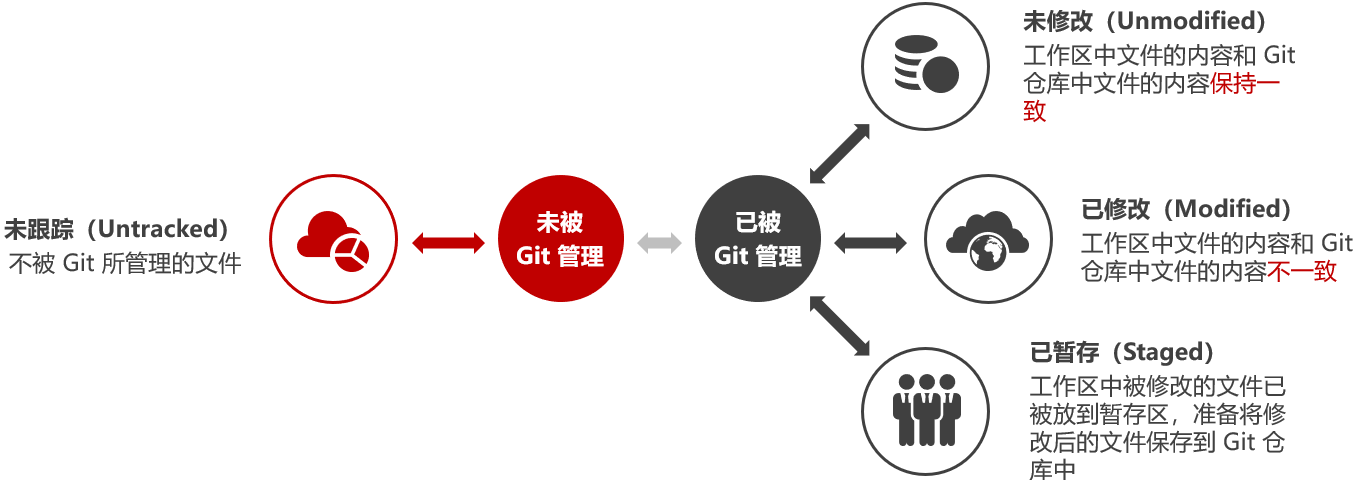 未跟踪（Untracked）
不被 Git 所管理的文件
未被
Git 管理
已被
Git 管理
未修改（Unmodified）
工作区中文件的内容和 Git
仓库中文件的内容保持一
致
已修改（Modified）
工作区中文件的内容和 Git
仓库中文件的内容不一致
已暂存（Staged）
工作区中被修改的文件已
被放到暂存区，准备将修
改后的文件保存到 Git 仓
库中